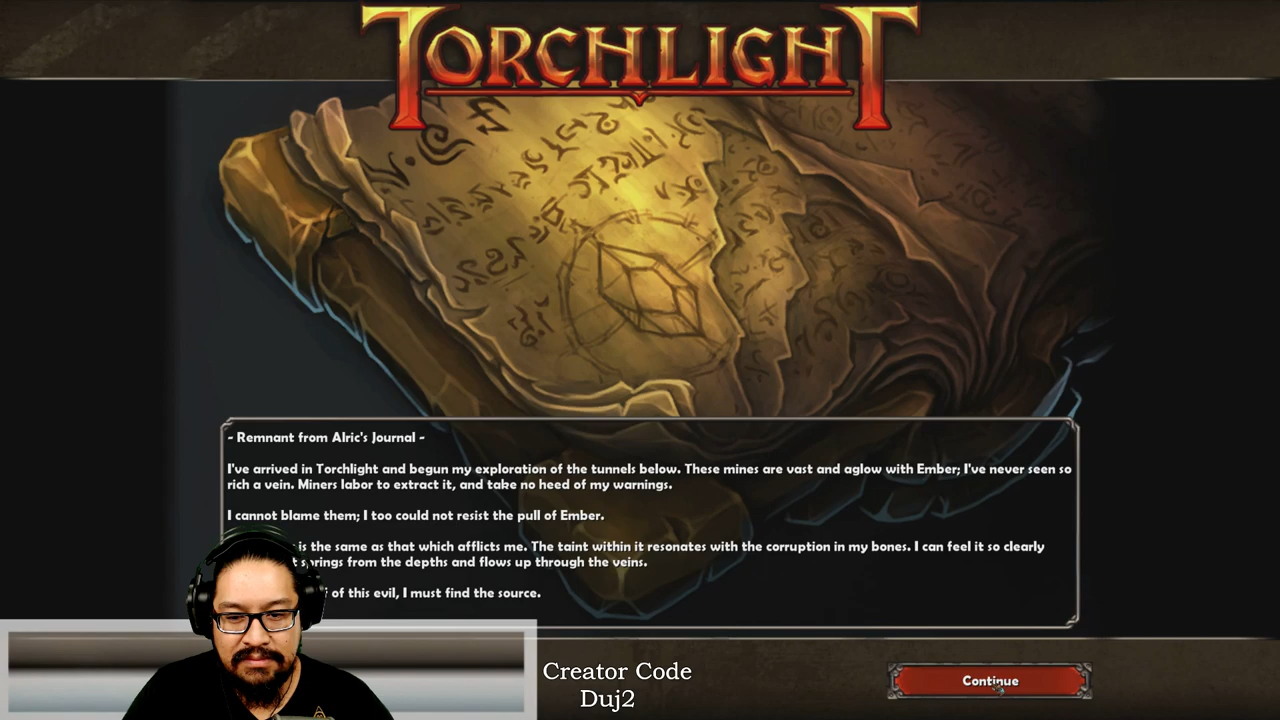 TORCHLIGHT
- Remnant from Alric's Journal -
I've arrived in Torchlight and begun my exploration of the tunnels below. These mines are vast and aglow with Ember; I've never seen so
rich a vein. Miners labor to extract it, and take no heed of my warnings.
I cannot blame them; I too could not resist the pull of Ember.
is the same as that which afflicts me. The taint within it resonates with the corruption in my bones. I can feel it so clearly
springs from the depths and flows up through the veins.
of this evil, I must find the source.
Creator Code
Duj2
Continue